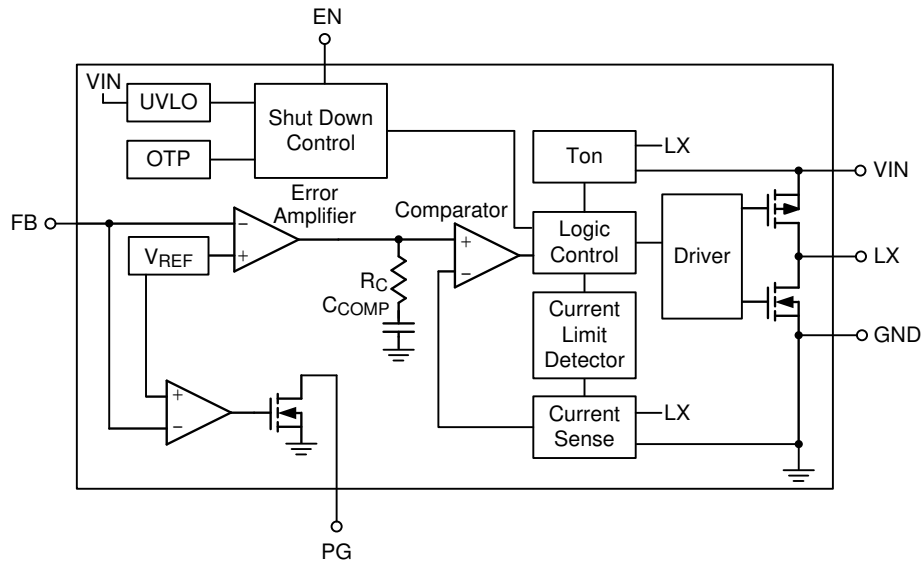 EN
VIN
UVLO
OTP
Shut Down
Control
Ton
LX
VIN
FB
Error
Amplifier
−
+
VREF
Comparator
+
−
Logic
Control
Driver
LX
RC
CCOMP
Current
Limit
Detector
GND
+
−
Current
Sense
LX
PG